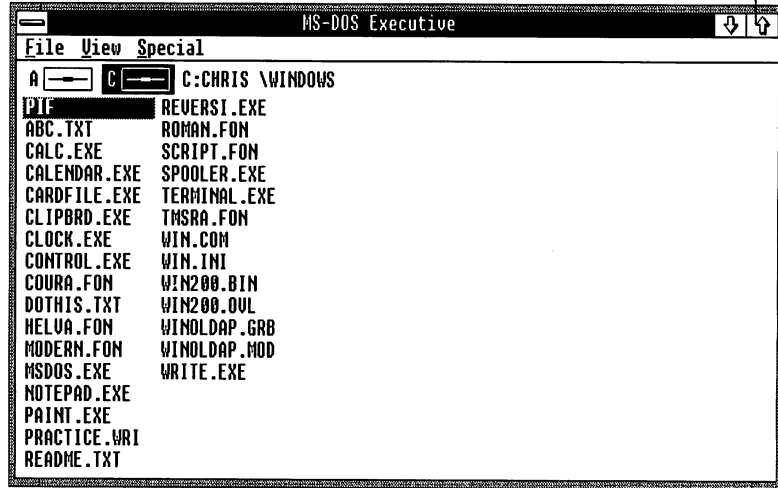 MS-DOS Executive
File View Special
A C C:CHRIS \WINDOWS
PIF REVERSI.EXE
ABC.TXT ROMAN.FON
CALC.EXE SCRIPT.FON
CALENDAR.EXE SPOOLER.EXE
CARDFILE.EXE TERMINAL.EXE
CLIPBRD.EXE TMSRA.FON
CLOCK.EXE WIN.COM
CONTROL.EXE WIN.INI
COURA.FON WIN200.BIN
DOTHIS.TXT WIN200.OVL
HELVA.FON WINOLDAP.GRB
MODERN.FON WINOLDAP.MOD
MSDOS.EXE WRITE.EXE
NOTEPAD.EXE
PAINT.EXE
PRACTICE.WRI
README.TXT